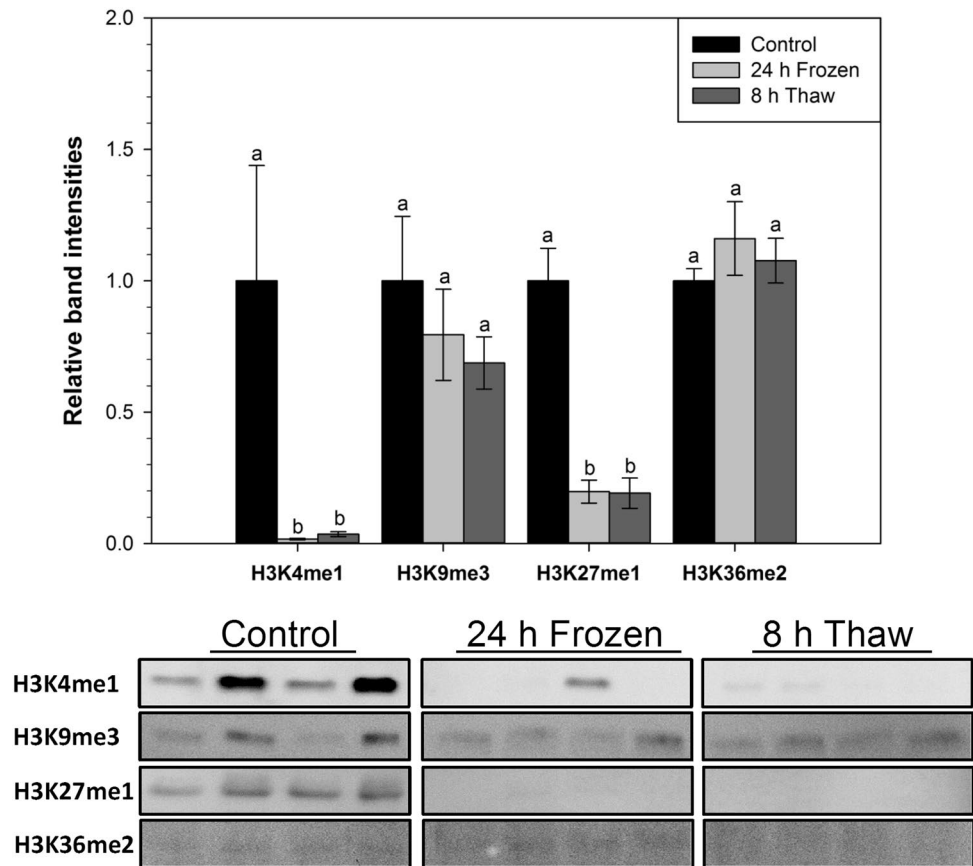 2.0
1.5
1.0
0.5
0.0
Relative band intensities
Control
24 h Frozen
8 h Thaw
a
b
b
a
a
a
a
b
b
a
a
a
H3K4me1 H3K9me3 H3K27me1 H3K36me2
Control 24 h Frozen 8 h Thaw
H3K4me1
H3K9me3
H3K27me1
H3K36me2